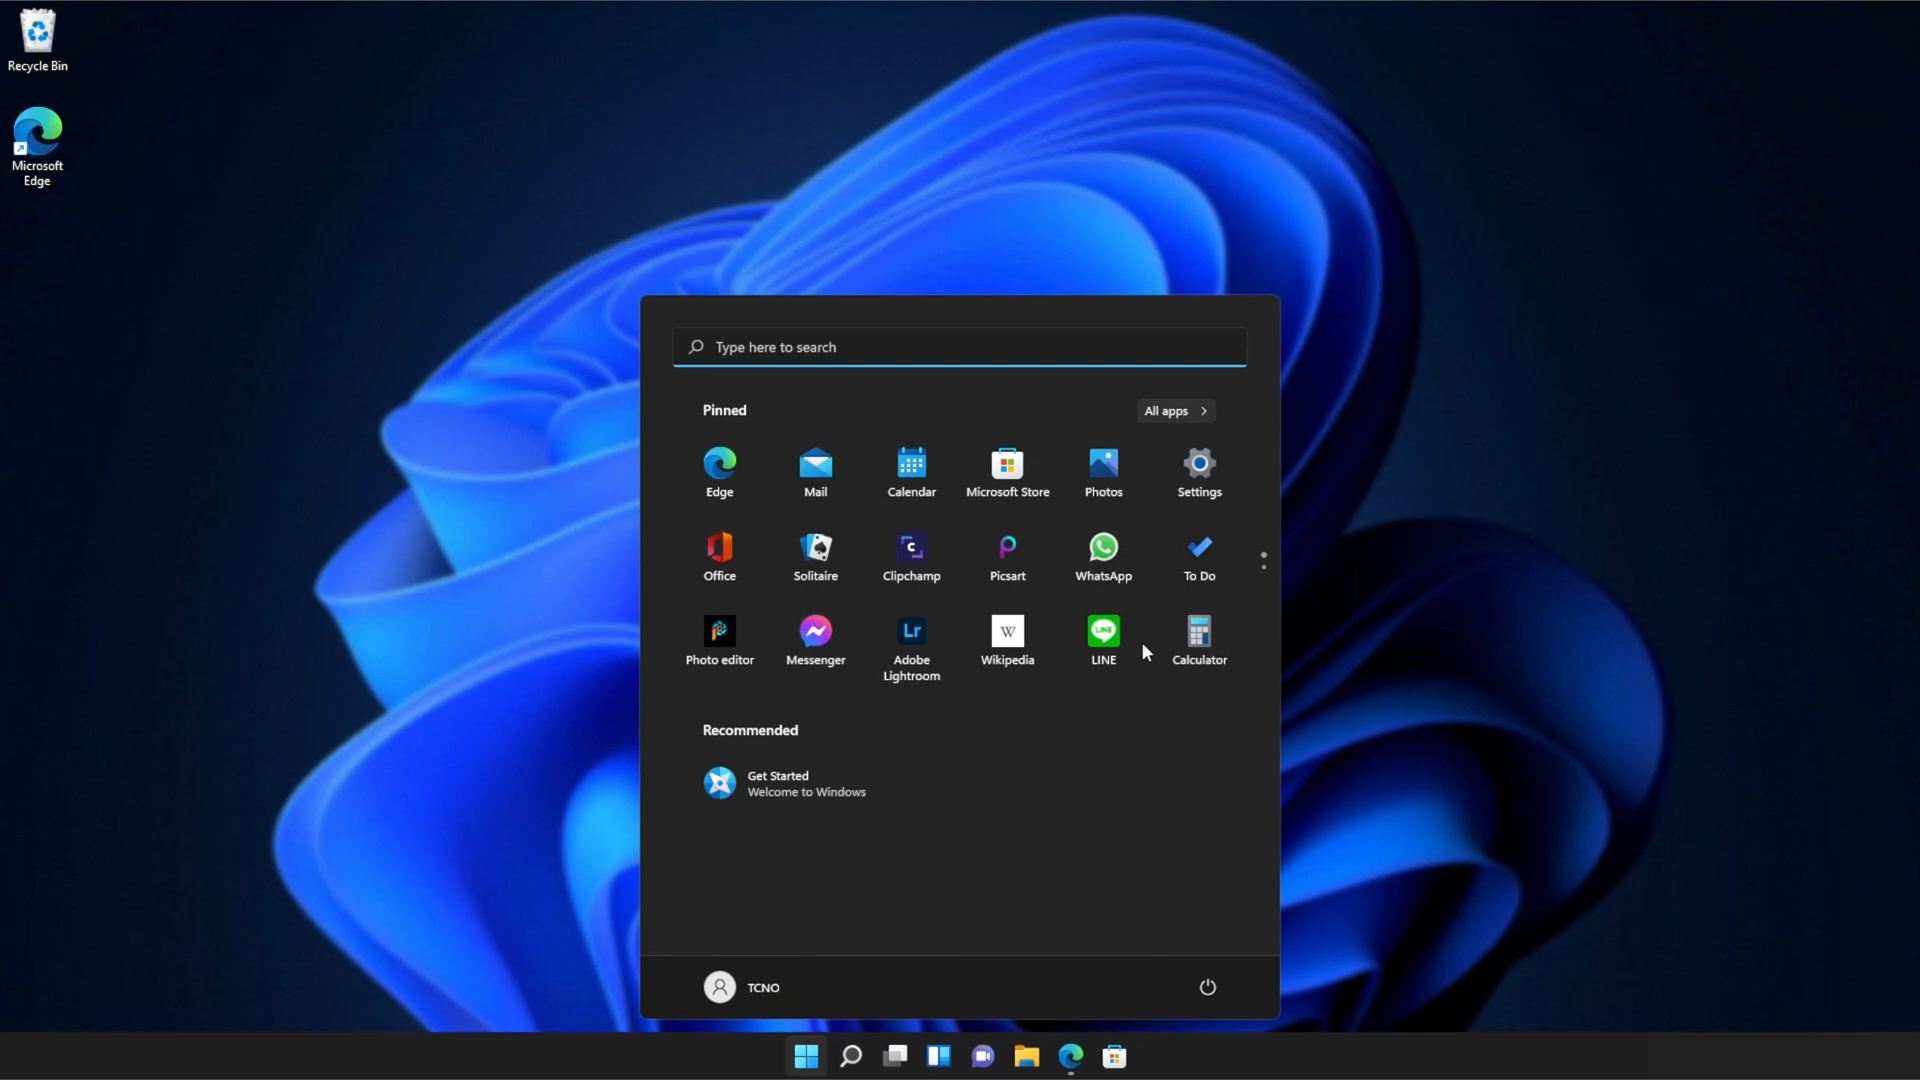 Recycle Bin
Microsoft
Edge
Type here to search
Pinned
All apps
Edge
Mail
Calendar
Microsoft Store
Photos
Settings
Office
Solitaire
Clipchamp
Picsart
WhatsApp
To Do
Photo editor
Messenger
Lr
Adobe
Lightroom
W
Wikipedia
LINE
LINE
Calculator
Recommended
Get Started
Welcome to Windows
TCNO